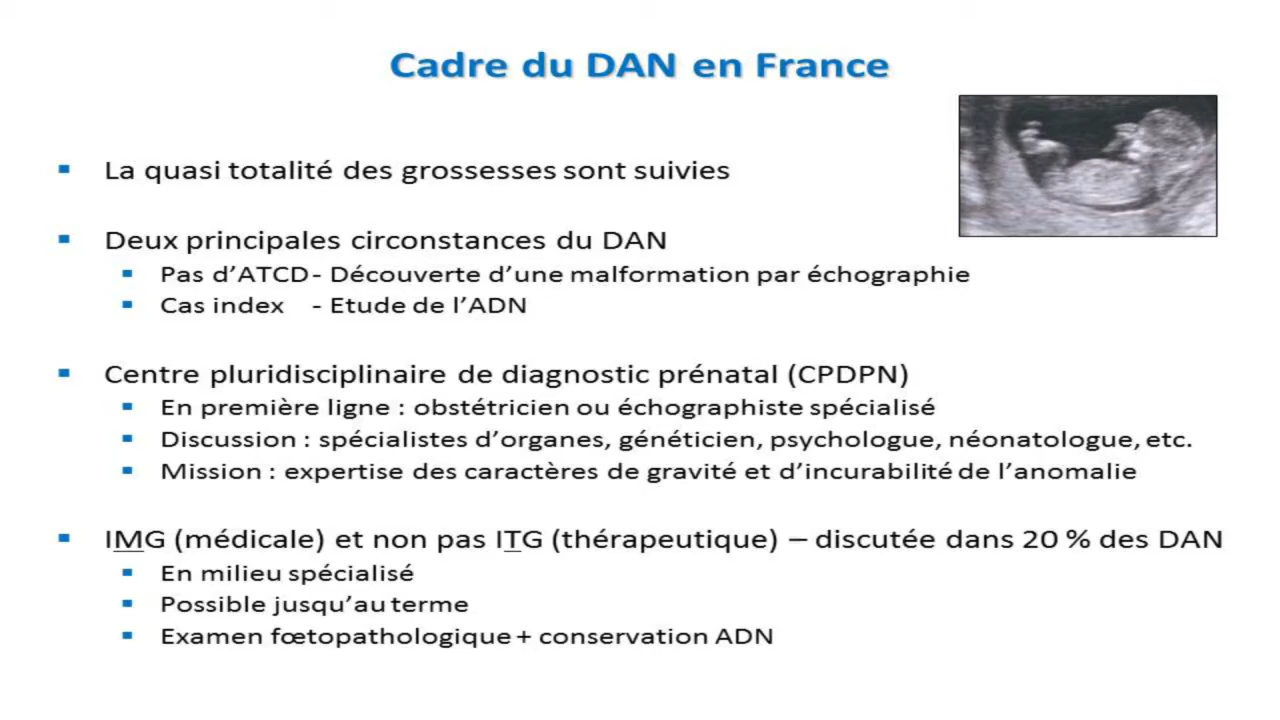 Cadre du DAN en France
La quasi totalité des grossesses sont suivies
Deux principales circonstances du DAN
Pas d’ATCD - Découverte d’une malformation par échographie
Cas index - Etude de l’ADN
Centre pluridisciplinaire de diagnostic prénatal (CPDPN)
En première ligne : obstétricien ou échographiste spécialisé
Discussion : spécialistes d’organes, généticien, psychologue, néonatologue, etc.
Mission : expertise des caractères de gravité et d’incurabilité de l’anomalie
IMG (médicale) et non pas ITG (thérapeutique) – discutée dans 20 % des DAN
En milieu spécialisé
Possible jusqu’au terme
Examen fœtopathologique + conservation ADN